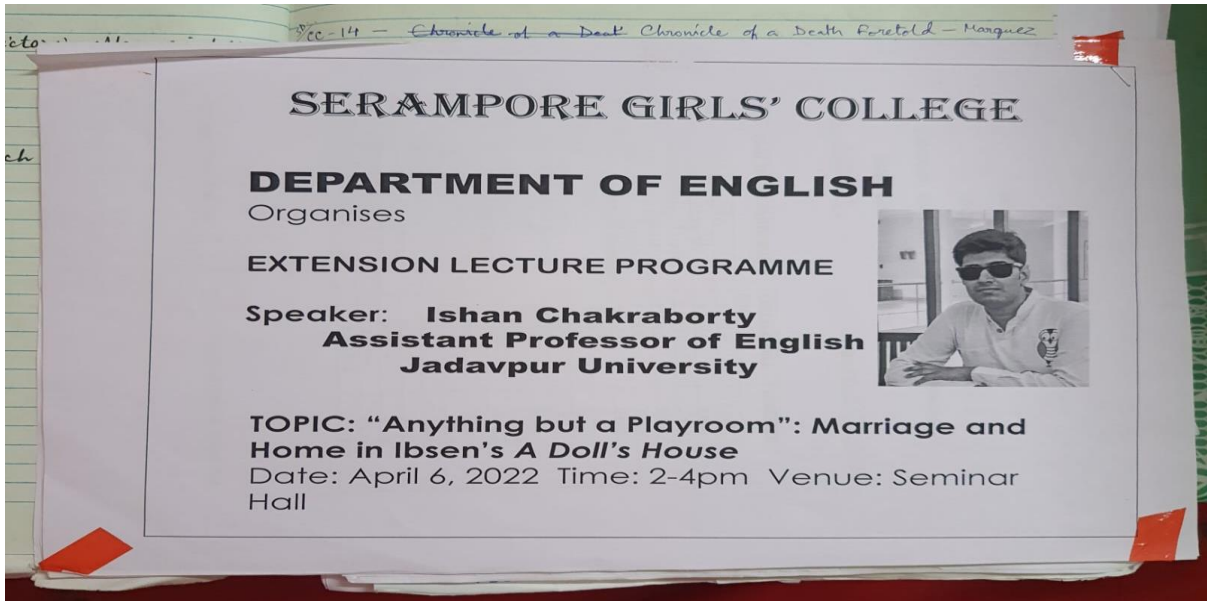 CC-14 – Chronicle of a Deat Chronicle of a Death Foretold – Marquez
SERAMPORE GIRLS’ COLLEGE
DEPARTMENT OF ENGLISH
Organises
EXTENSION LECTURE PROGRAMME
Speaker: Ishan Chakraborty
Assistant Professor of English
Jadavpur University
TOPIC: “Anything but a Playroom”: Marriage and
Home in Ibsen’s A Doll’s House
Date: April 6, 2022 Time: 2-4pm Venue: Seminar
Hall